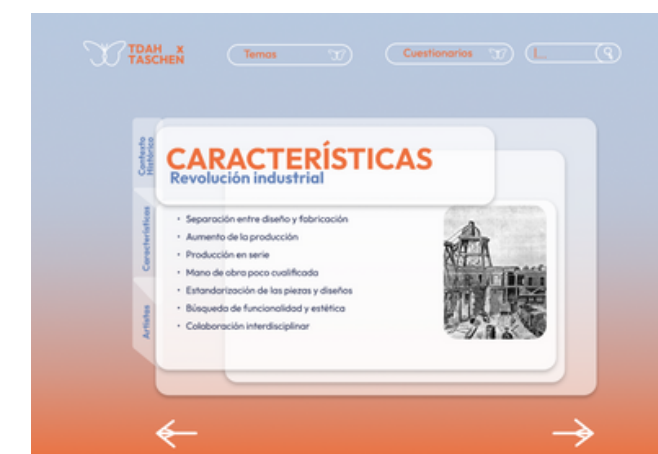 TDAH x
TASCHEN
Temas
Cuestionarios
I...
Contexto
Histórico
CARACTERÍSTICAS
Revolución industrial
Características
Artistas
• Separación entre diseño y fabricación
• Aumento de la producción
• Producción en serie
• Mano de obra poco cualificada
• Estandarización de las piezas y diseños
• Búsqueda de funcionalidad y estética
• Colaboración interdisciplinar